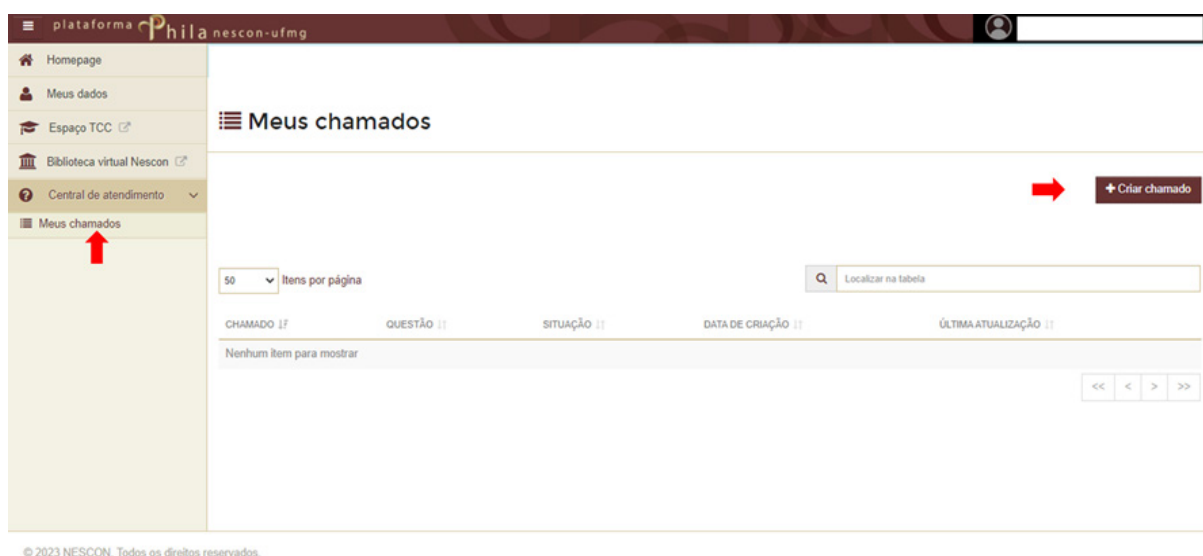 plataforma Phila nescon-ufmg
Homepage
Meus dados
Espaço TCC
Biblioteca virtual Nescon
Central de atendimento
Meus chamados
Meus chamados
+ Criar chamado
50 Itens por página
Localizar na tabela
CHAMADO QUESTÃO SITUAÇÃO DATA DE CRIAÇÃO ÚLTIMA ATUALIZAÇÃO
Nenhum item para mostrar
<< < > >>
© 2023 NESCON. Todos os direitos reservados.